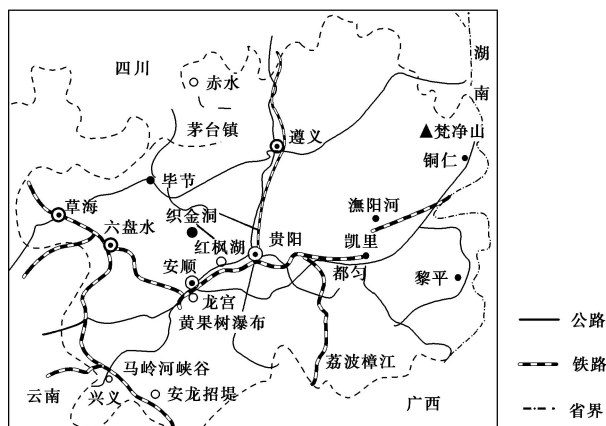 四川
赤水
湖
南
茅台镇
遵义
梵净山
铜仁
毕节
草海
织金洞
㵲阳河
六盘水
红枫湖
贵阳
凯里
安顺
都匀
黎平
龙宫
黄果树瀑布
马岭河峡谷
荔波樟江
云南
兴义
安龙招堤
广西
公路
铁路
省界